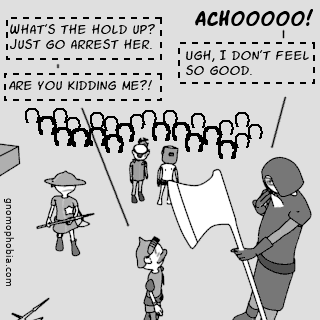 WHAT'S THE HOLD UP?
JUST GO ARREST HER.
ARE YOU KIDDING ME?!
ACHOOOOO!
UGH, I DON'T FEEL
SO GOOD.
gnomophobia.com